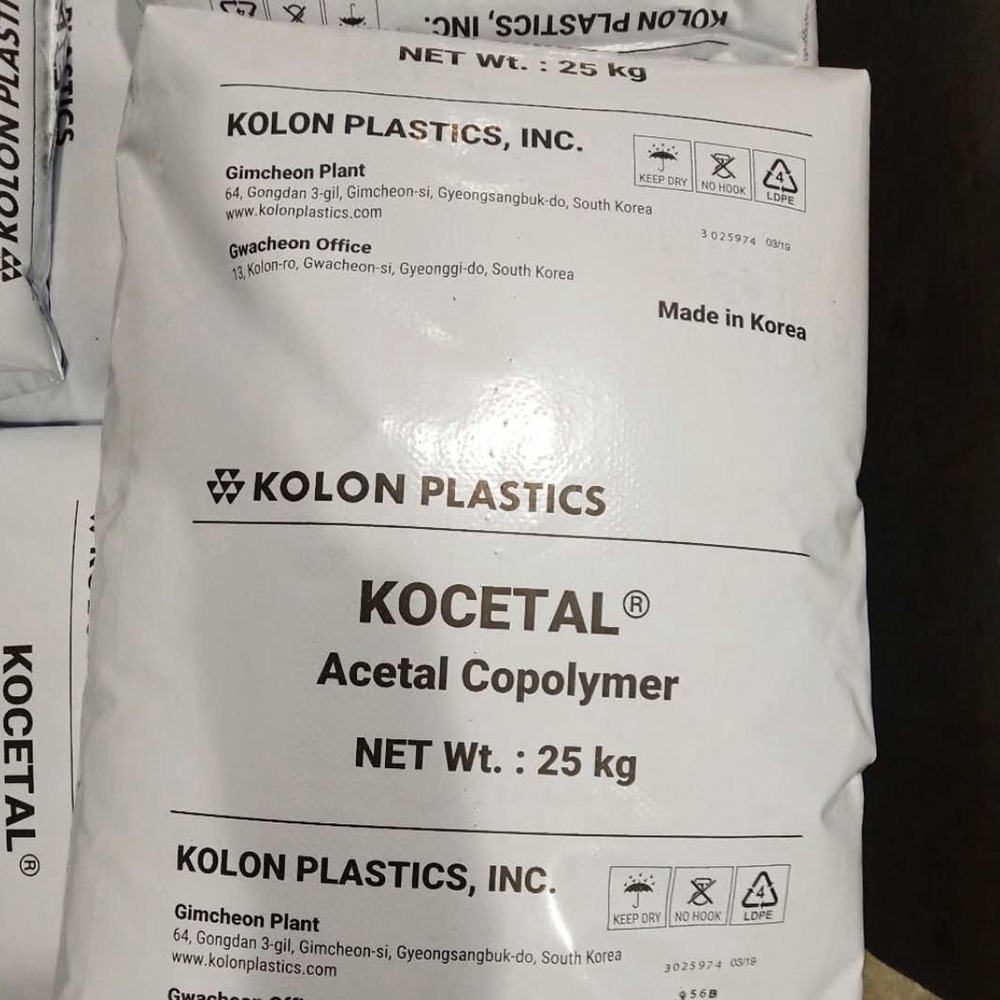 KOLON PLASTICS, INC.
KOLON PLASTI
NET Wt. : 25 kg
KOLON PLASTICS, INC.
KEEP DRY
NO HOOK
4
LDPE
Gimcheon Plant
64, Gongdan 3-gil, Gimcheon-si, Gyeongsangbuk-do, South Korea
www.kolonplastics.com
3025974 03/19
Gwacheon Office
13, Kolon-ro, Gwacheon-si, Gyeonggi-do, South Korea
Made in Korea
KOLON PLASTICS
KOCETAL®
Acetal Copolymer
NET Wt. : 25 kg
KOCETAL®
KOLON PLASTICS, INC.
KEEP DRY
NO HOOK
4
LDPE
Gimcheon Plant
64, Gongdan 3-gil, Gimcheon-si, Gyeongsangbuk-do, South Korea
www.kolonplastics.com
3025974 03/19
956B